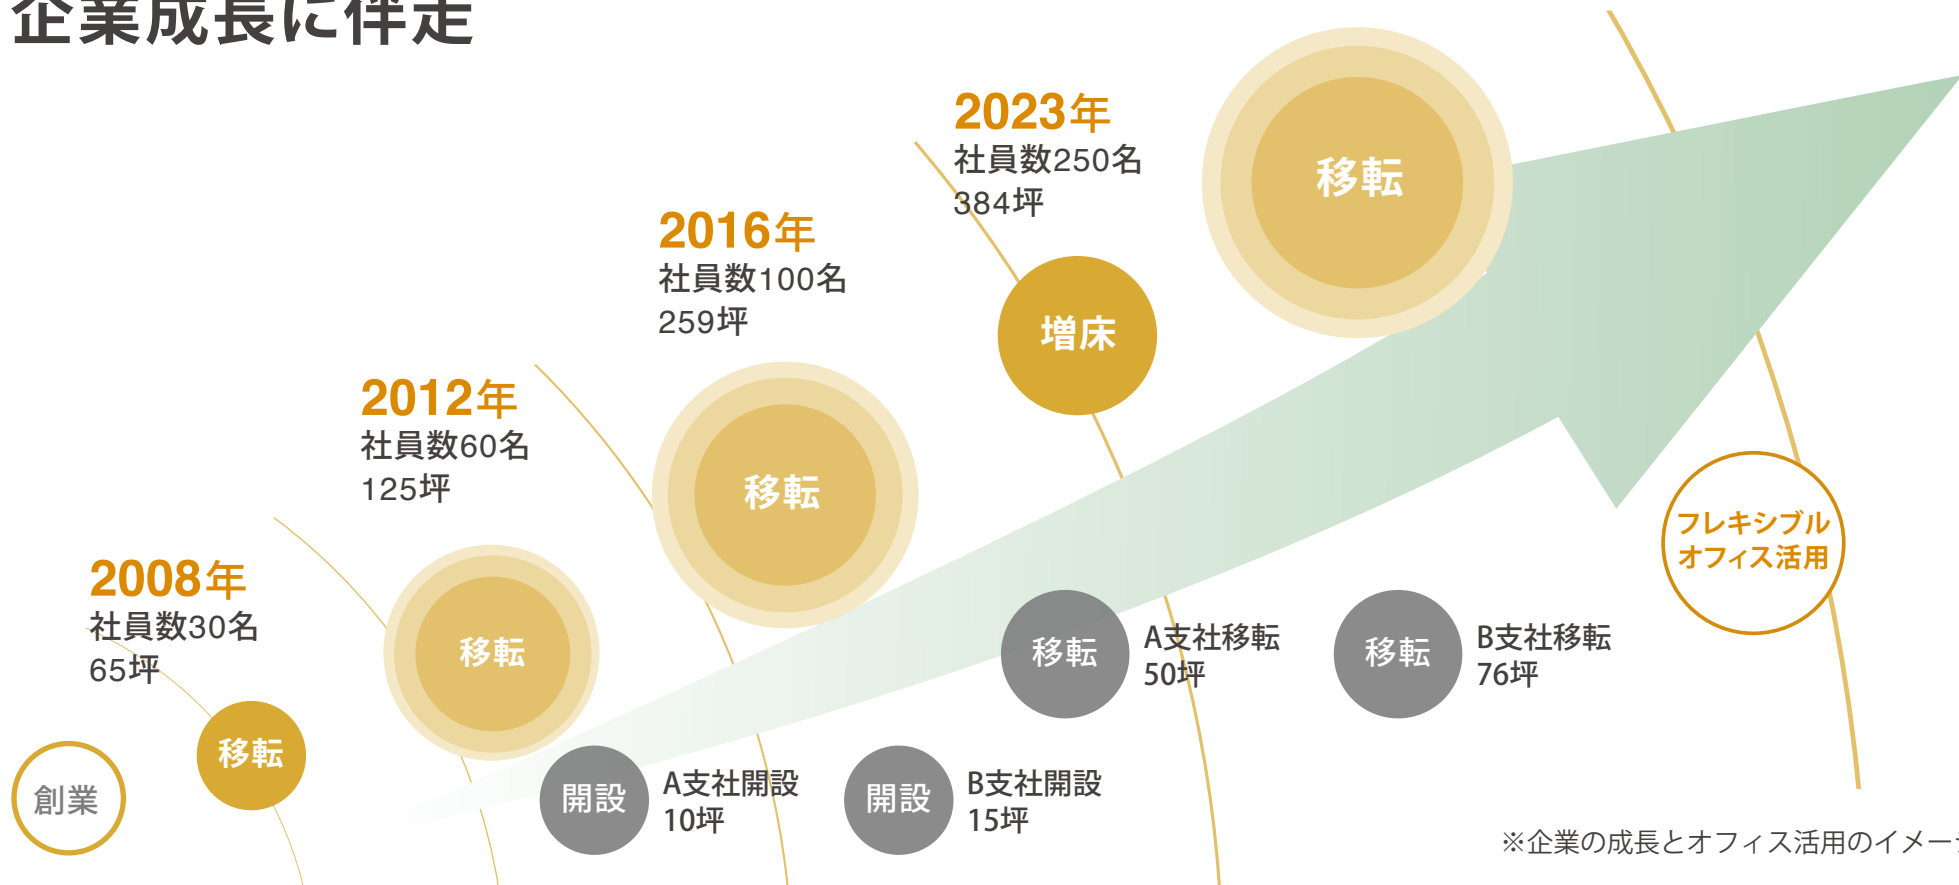 企業成長に伴走
2023年
社員数250名
384坪
移転
2016年
社員数100名
259坪
増床
2012年
社員数60名
125坪
移転
フレキシブル
オフィス活用
2008年
社員数30名
65坪
移転
移転
A支社移転
50坪
移転
B支社移転
76坪
移転
創業
開設
A支社開設
10坪
開設
B支社開設
15坪
※企業の成長とオフィス活用のイメー